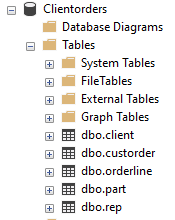 Clientorders
Database Diagrams
Tables
System Tables
FileTables
External Tables
Graph Tables
dbo.client
dbo.custorder
dbo.orderline
dbo.part
dbo.rep